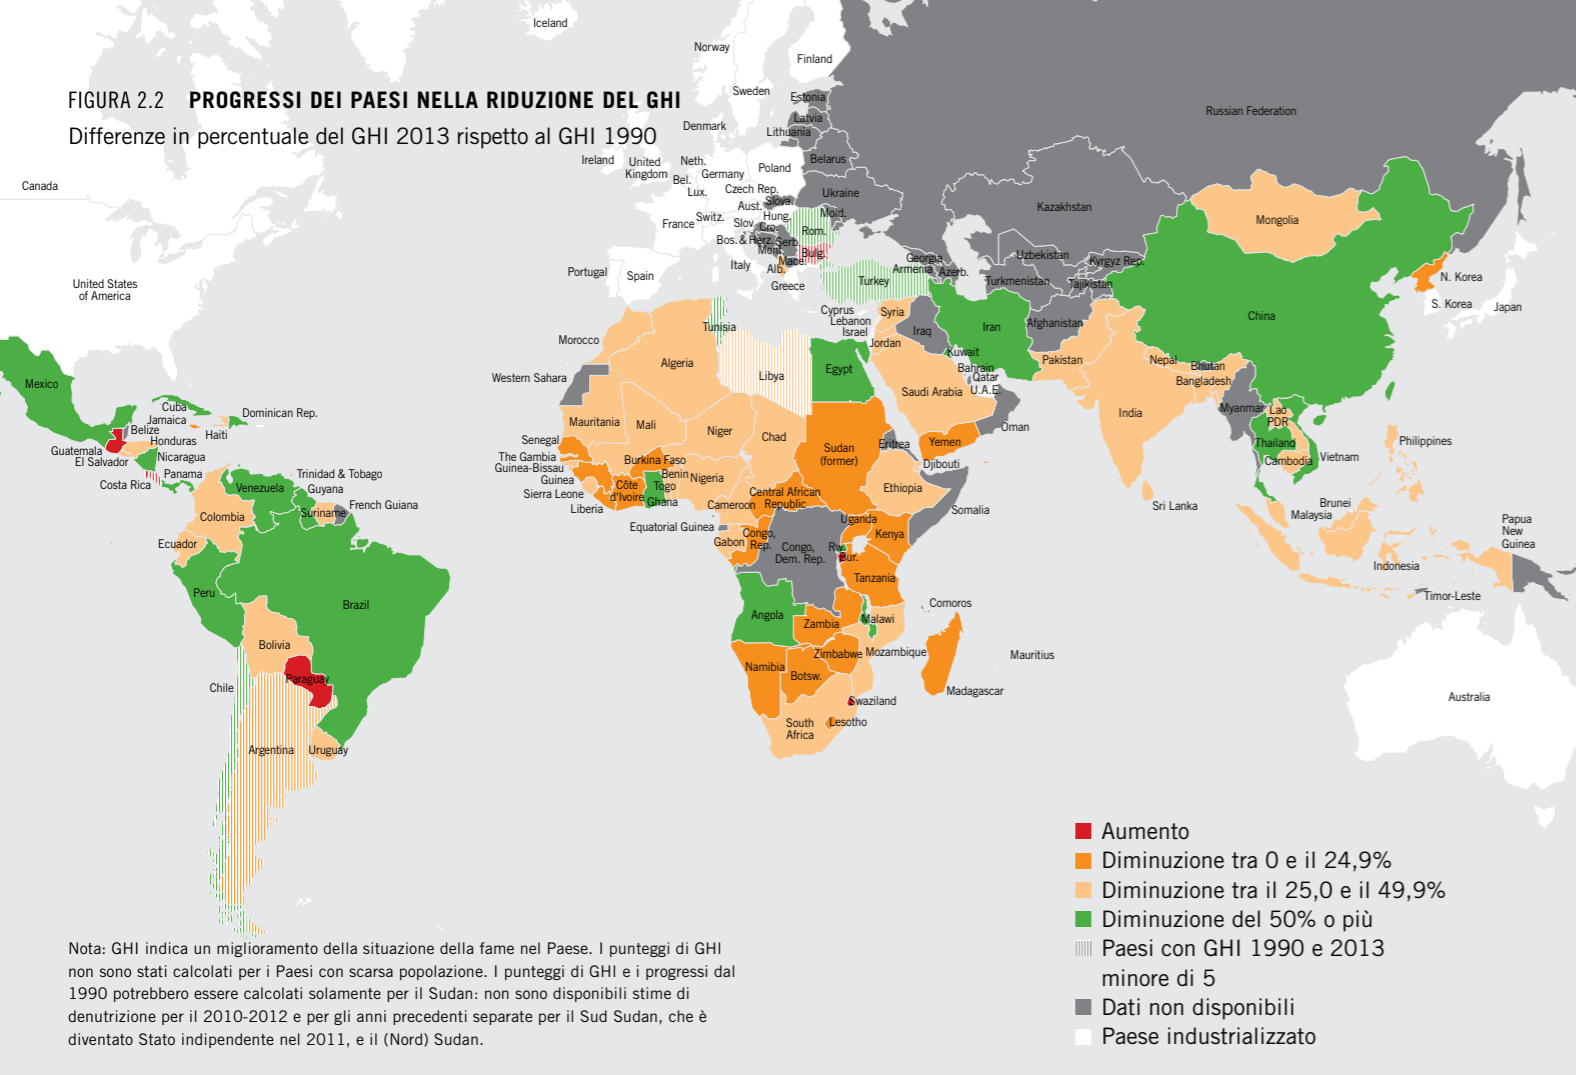 FIGURA 2.2 PROGRESSI DEI PAESI NELLA RIDUZIONE DEL GHI
Differenze in percentuale del GHI 2013 rispetto al GHI 1990
Iceland
Norway
Finland
Sweden
Estonia
Latvia
Lithuania
Denmark
Russian Federation
Ireland
United
Kingdom
Neth.
Bel.
Lux.
Germany
Poland
Belarus
Czech Rep.
Ukraine
Slova.
Aust.
Hung.
Mold.
France
Switz.
Slov.
Cro.
Rom.
Bos. & Herz.
Serb.
Mont.
Bulg.
Mace.
Alb.
Italy
Portugal
Spain
Greece
Turkey
Georgia
Armenia
Azerb.
Kazakhstan
Uzbekistan
Kyrgyz Rep.
Turkmenistan
Tajikistan
Mongolia
N. Korea
S. Korea
Japan
China
Canada
United States
of America
Cyprus
Lebanon
Israel
Syria
Iraq
Iran
Afghanistan
Jordan
Kuwait
Bahrain
Qatar
U.A.E.
Saudi Arabia
Oman
Yemen
Pakistan
Nepal
Bhutan
Bangladesh
India
Sri Lanka
Myanmar
Lao
PDR
Thailand
Cambodia
Vietnam
Philippines
Brunei
Malaysia
Indonesia
Timor-Leste
Papua
New
Guinea
Australia
Mexico
Cuba
Jamaica
Belize
Honduras
Guatemala
El Salvador
Nicaragua
Costa Rica
Panama
Haiti
Dominican Rep.
Trinidad & Tobago
Guyana
Suriname
French Guiana
Venezuela
Colombia
Ecuador
Peru
Brazil
Bolivia
Paraguay
Chile
Argentina
Uruguay
Morocco
Tunisia
Algeria
Libya
Egypt
Western Sahara
Mauritania
Mali
Niger
Chad
Sudan
(former)
Eritrea
Djibouti
Ethiopia
Somalia
Senegal
The Gambia
Guinea-Bissau
Guinea
Sierra Leone
Liberia
Côte
d'Ivoire
Burkina Faso
Benin
Togo
Ghana
Nigeria
Cameroon
Central African
Republic
Equatorial Guinea
Gabon
Congo,
Rep.
Congo,
Dem. Rep.
Uganda
Kenya
Rw.
Bur.
Tanzania
Angola
Zambia
Malawi
Comoros
Zimbabwe
Mozambique
Namibia
Botsw.
Madagascar
Mauritius
Swaziland
South
Africa
Lesotho
Aumento
Diminuzione tra 0 e il 24,9%
Diminuzione tra il 25,0 e il 49,9%
Diminuzione del 50% o più
Paesi con GHI 1990 e 2013
minore di 5
Dati non disponibili
Paese industrializzato
Nota: GHI indica un miglioramento della situazione della fame nel Paese. I punteggi di GHI
non sono stati calcolati per i Paesi con scarsa popolazione. I punteggi di GHI e i progressi dal
1990 potrebbero essere calcolati solamente per il Sudan: non sono disponibili stime di
denutrizione per il 2010-2012 e per gli anni precedenti separate per il Sud Sudan, che è
diventato Stato indipendente nel 2011, e il (Nord) Sudan.